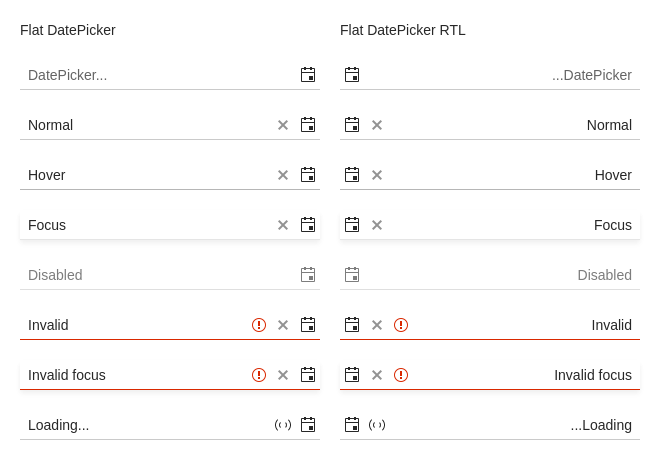 Flat DatePicker
DatePicker...
Normal
Hover
Focus
Disabled
Invalid
Invalid focus
Loading...
Flat DatePicker RTL
...DatePicker
Normal
Hover
Focus
Disabled
Invalid
Invalid focus
...Loading